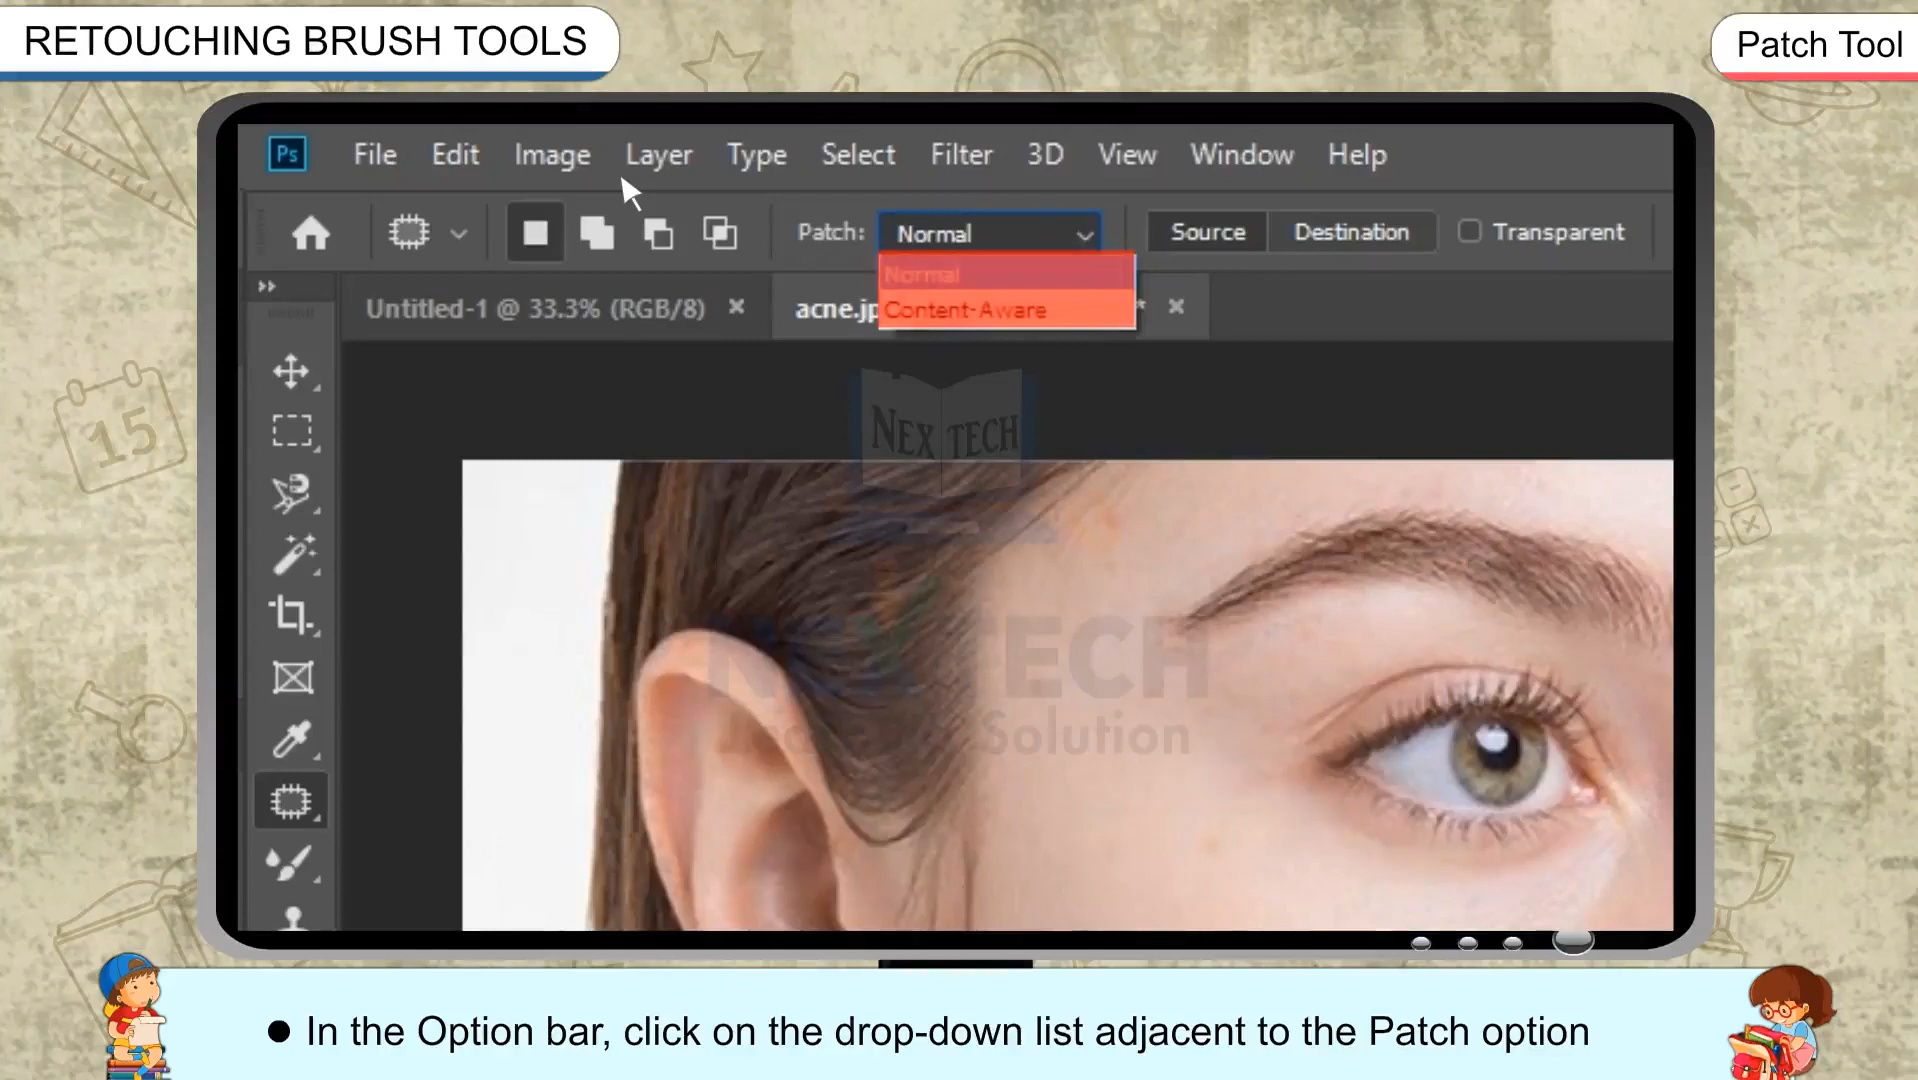 RETOUCHING BRUSH TOOLS
Patch Tool
Ps File Edit Image Layer Type Select Filter 3D View Window Help
Patch: Normal Source Destination Transparent
Normal
Content-Aware
Untitled-1 @ 33.3% (RGB/8) × acne.jp * ×
15
NEX TECH
NEXTECH
Solution
● In the Option bar, click on the drop-down list adjacent to the Patch option